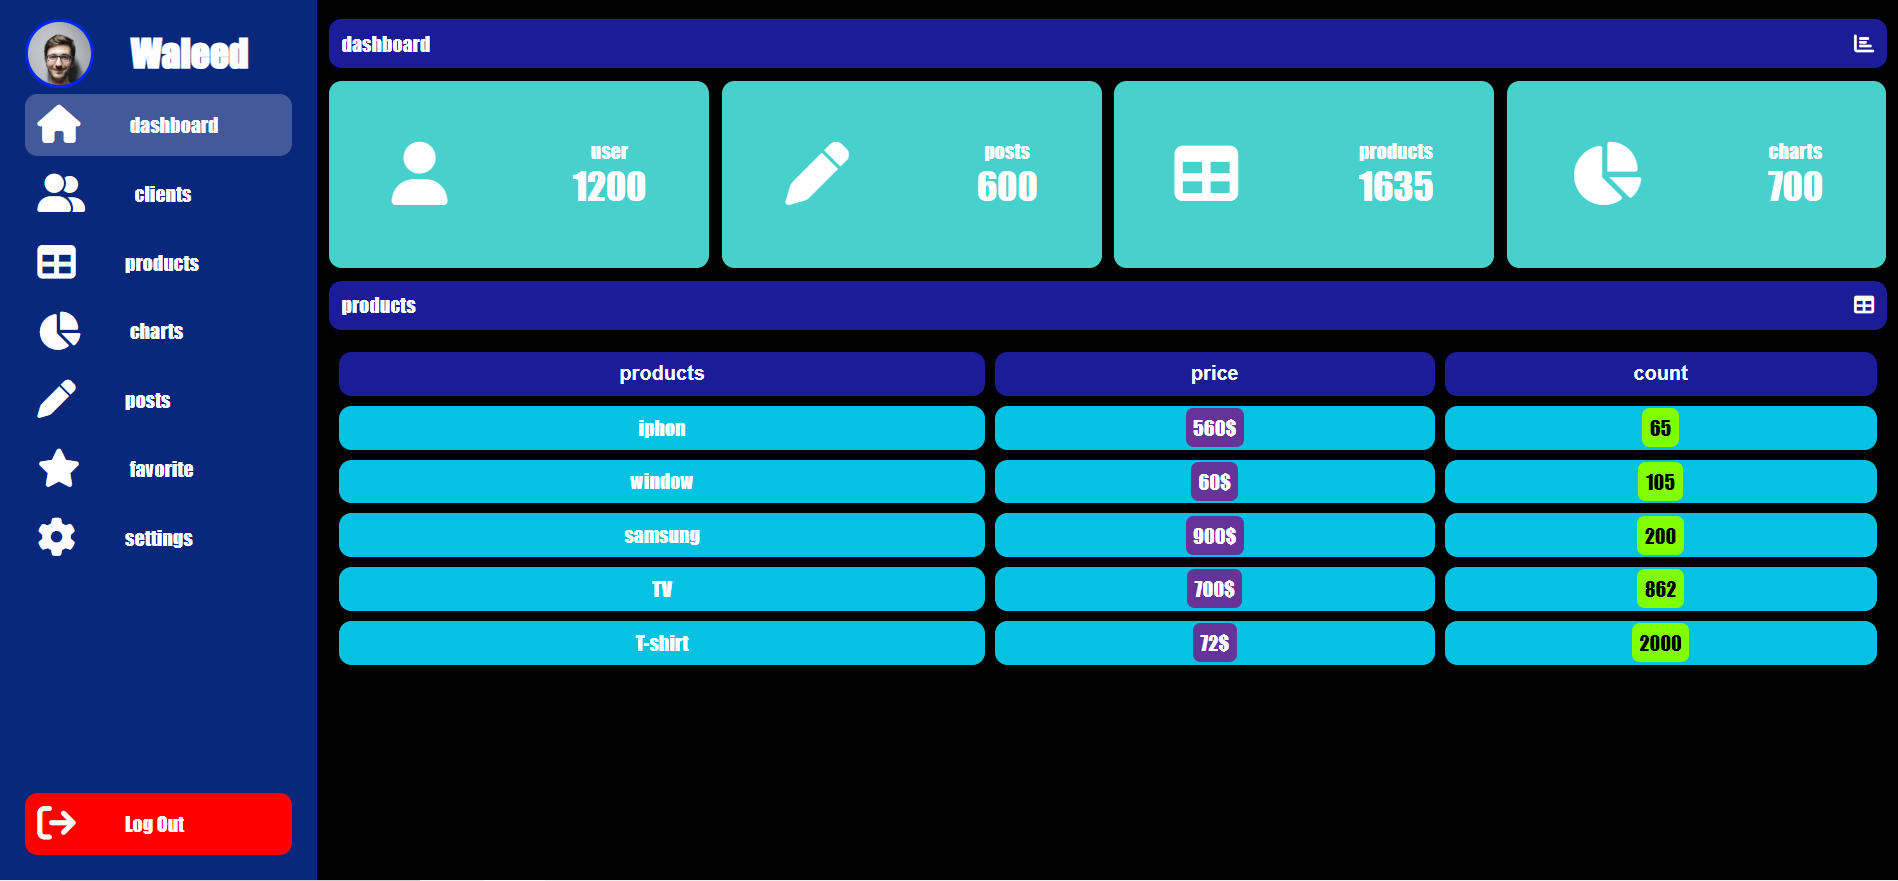 Waleed
dashboard
clients
products
charts
posts
favorite
settings
Log Out
dashboard
user
1200
posts
600
products
1635
charts
700
products
products price count
iphon 560$ 65
window 60$ 105
samsung 900$ 200
TV 700$ 862
T-shirt 72$ 2000